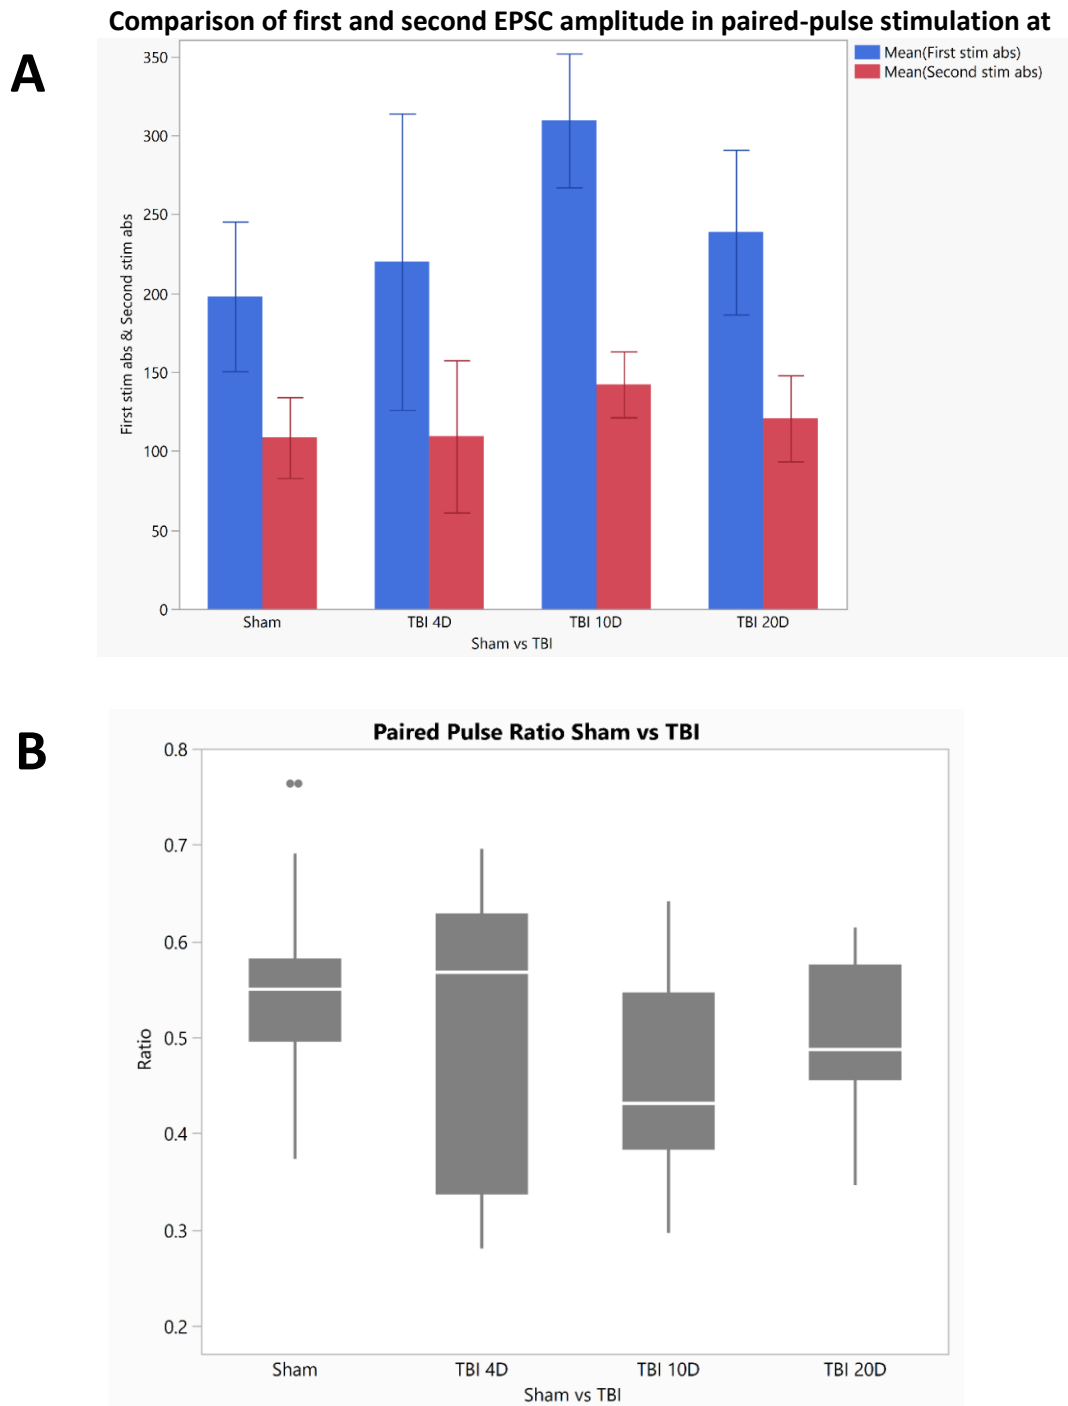 Comparison of first and second EPSC amplitude in paired-pulse stimulation at
A
Mean(First stim abs)
Mean(Second stim abs)
First stim abs & Second stim abs
350
300
250
200
150
100
50
0
Sham TBI 4D TBI 10D TBI 20D
Sham vs TBI
B
Paired Pulse Ratio Sham vs TBI
Ratio
0.8
0.7
0.6
0.5
0.4
0.3
0.2
Sham TBI 4D TBI 10D TBI 20D
Sham vs TBI